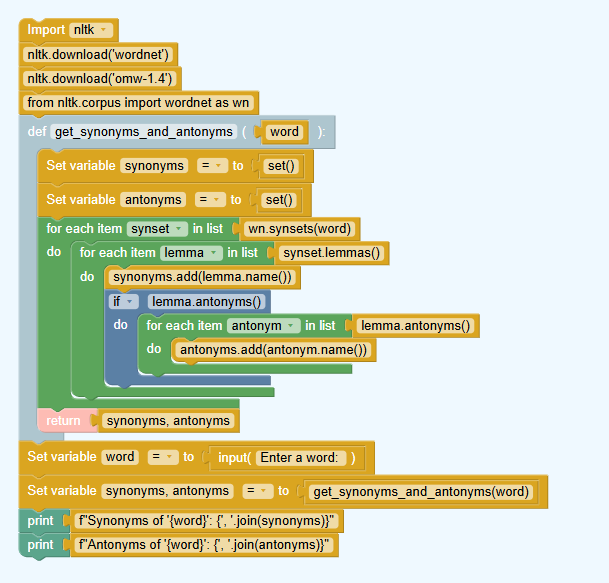 Import nltk
nltk.download('wordnet')
nltk.download('omw-1.4')
from nltk.corpus import wordnet as wn
def get_synonyms_and_antonyms ( word ):
Set variable synonyms = to set()
Set variable antonyms = to set()
for each item synset in list wn.synsets(word)
do for each item lemma in list synset.lemmas()
do synonyms.add(lemma.name())
if lemma.antonyms()
do for each item antonym in list lemma.antonyms()
do antonyms.add(antonym.name())
return synonyms, antonyms
Set variable word = to input( Enter a word: )
Set variable synonyms, antonyms = to get_synonyms_and_antonyms(word)
print f"Synonyms of '{word}': {', '.join(synonyms)}"
print f"Antonyms of '{word}': {', '.join(antonyms)}"